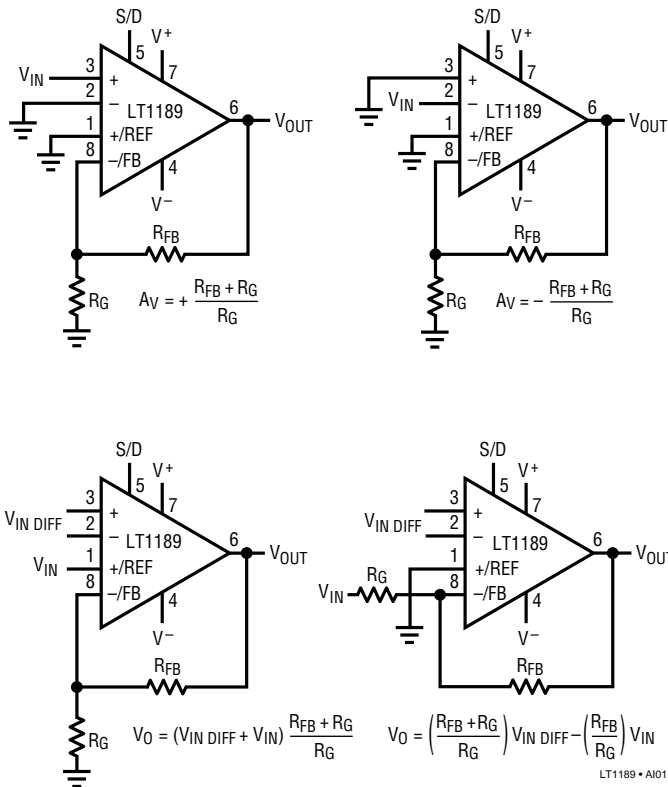 S/D
V+
5
7
3
VIN
+
2
−
LT1189
6
VOUT
1
+/REF
8
−/FB
4
V−
RFB
RG
AV = + (RFB + RG) / RG
S/D
V+
5
7
3
+
2
VIN
−
LT1189
6
VOUT
1
+/REF
8
−/FB
4
V−
RFB
RG
AV = − (RFB + RG) / RG
S/D
V+
5
7
3
+
VIN DIFF
2
−
LT1189
6
VOUT
1
VIN
+/REF
8
−/FB
4
V−
RFB
RG
VO = (VIN DIFF + VIN) (RFB + RG) / RG
S/D
V+
5
7
3
+
VIN DIFF
2
−
LT1189
6
VOUT
1
+/REF
RG
8
VIN
−/FB
4
V−
RFB
VO = ((RFB + RG) / RG) VIN DIFF − (RFB / RG) VIN
LT1189 • AI01